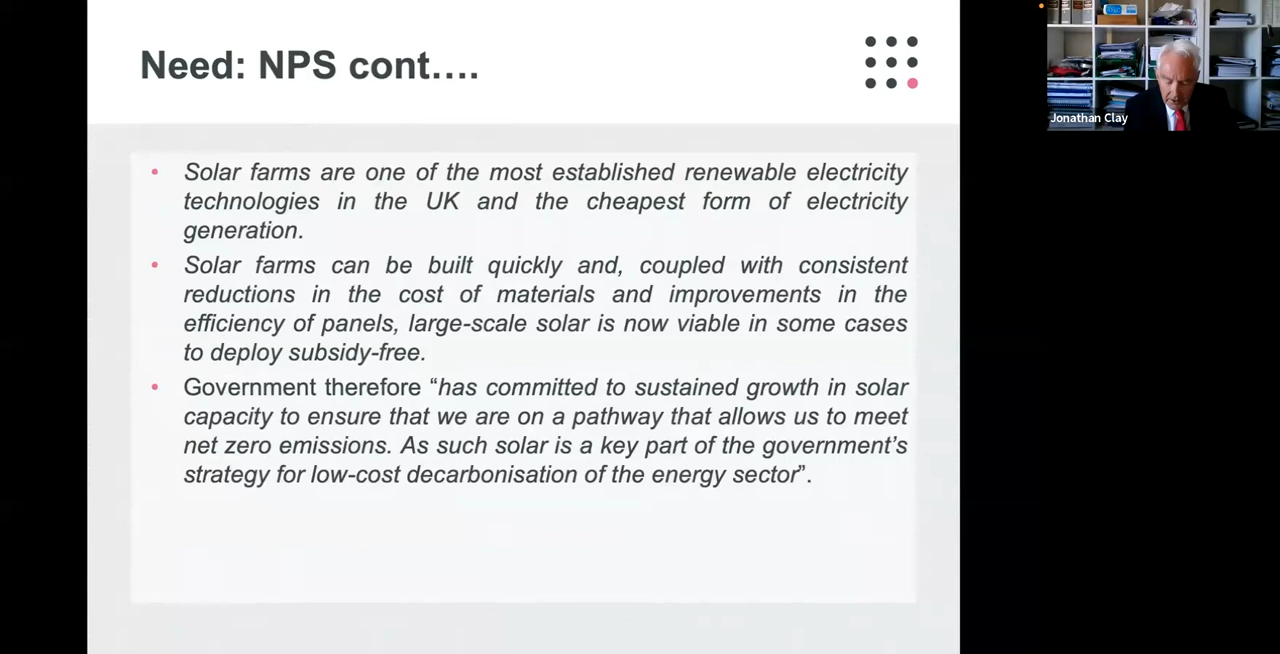 Need: NPS cont....
Jonathan Clay
• Solar farms are one of the most established renewable electricity
technologies in the UK and the cheapest form of electricity
generation.
• Solar farms can be built quickly and, coupled with consistent
reductions in the cost of materials and improvements in the
efficiency of panels, large-scale solar is now viable in some cases
to deploy subsidy-free.
• Government therefore “has committed to sustained growth in solar
capacity to ensure that we are on a pathway that allows us to meet
net zero emissions. As such solar is a key part of the government’s
strategy for low-cost decarbonisation of the energy sector”.